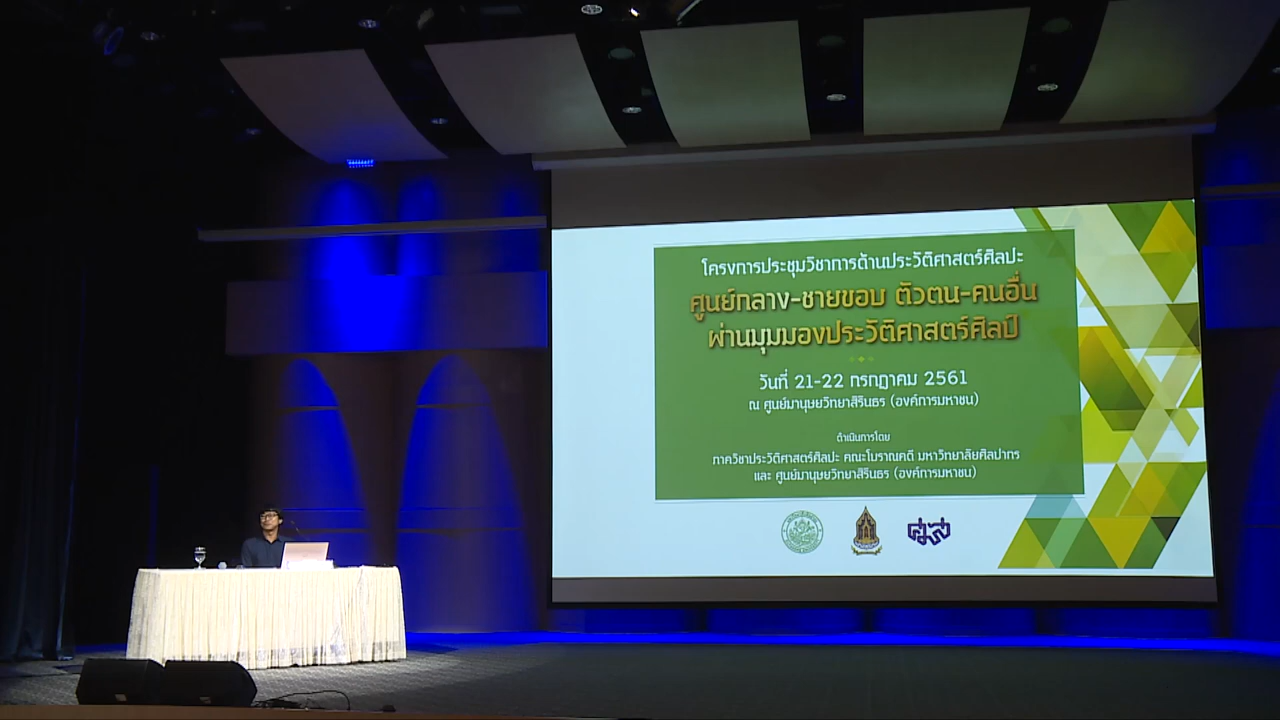 โครงการประชุมวิชาการด้านประวัติศาสตร์ศิลปะ
ศูนย์กลาง-ชายขอบ ตัวตน-คนอื่น
ผ่านมุมมองประวัติศาสตร์ศิลป์
วันที่ 21-22 กรกฎาคม 2561
ณ ศูนย์มานุษยวิทยาสิรินธร (องค์การมหาชน)
ดำเนินการโดย
ภาควิชาประวัติศาสตร์ศิลปะ คณะโบราณคดี มหาวิทยาลัยศิลปากร
และ ศูนย์มานุษยวิทยาสิรินธร (องค์การมหาชน)